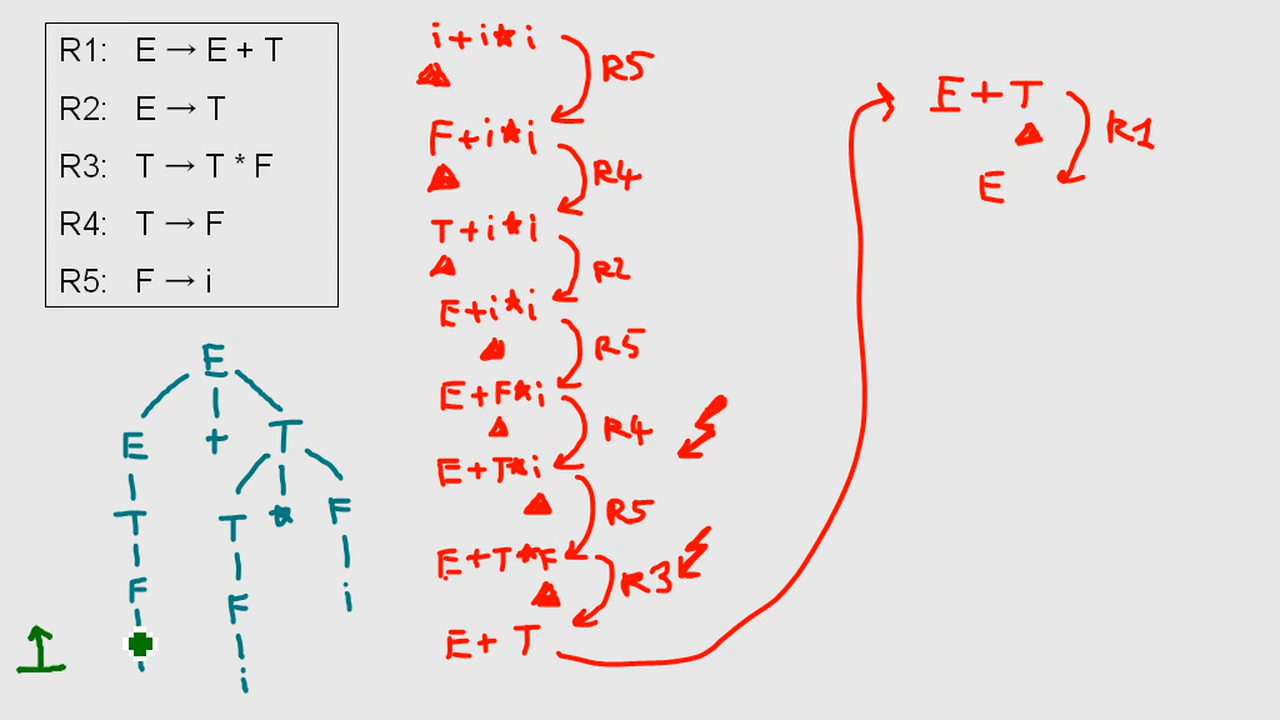 R1: E → E + T
R2: E → T
R3: T → T * F
R4: T → F
R5: F → i
E
E + T
T T * F
F F i
i
i+i*i
R5
F+i*i
R4
T+i*i
R2
E+i*i
R5
E+F*i
R4
E+T*i
R5
E+T*F
R3
E+T
E+T
R1
E